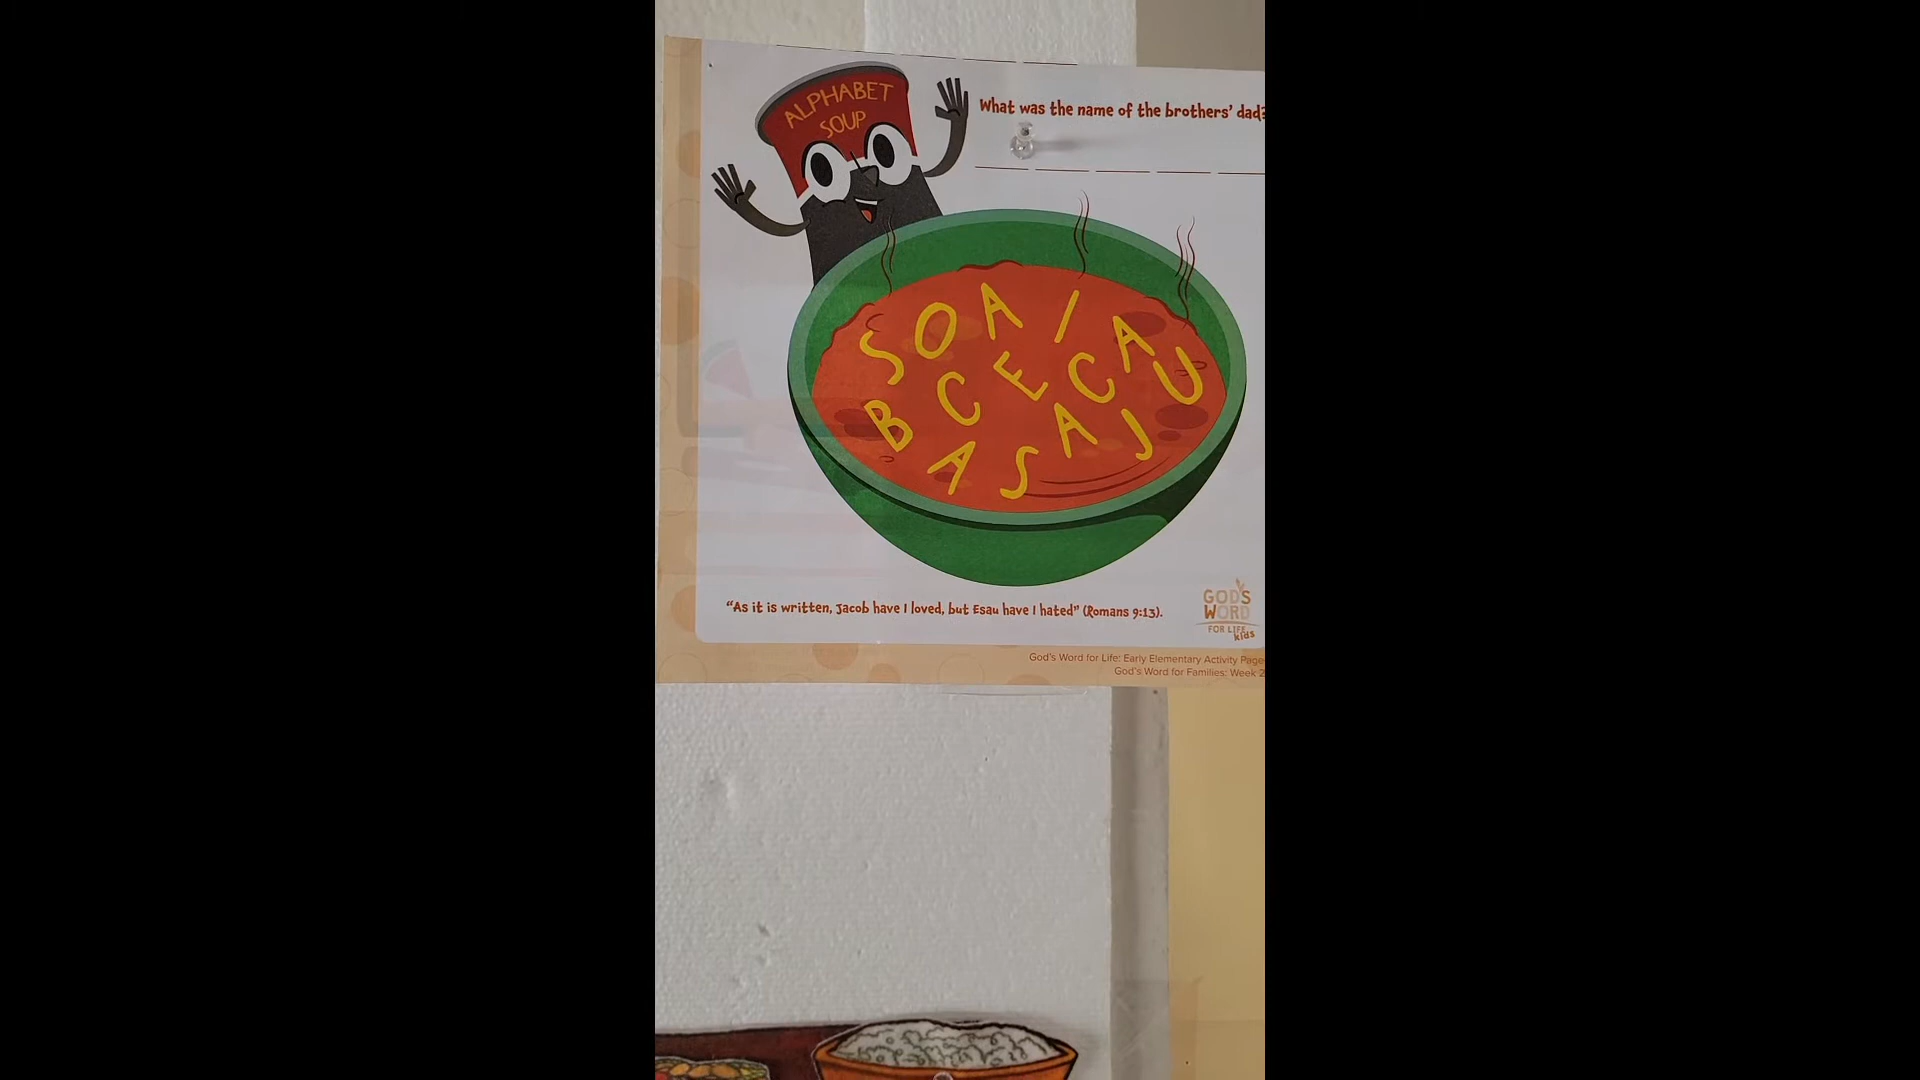 ALPHABET
SOUP
What was the name of the brothers' dad?
S O A I
B C E C A U
A S A J
"As it is written, Jacob have I loved, but Esau have I hated" (Romans 9:13).
GOD'S
WORD
FOR LIFE
kids
God's Word for Life: Early Elementary Activity Page
God's Word for Families: Week 2